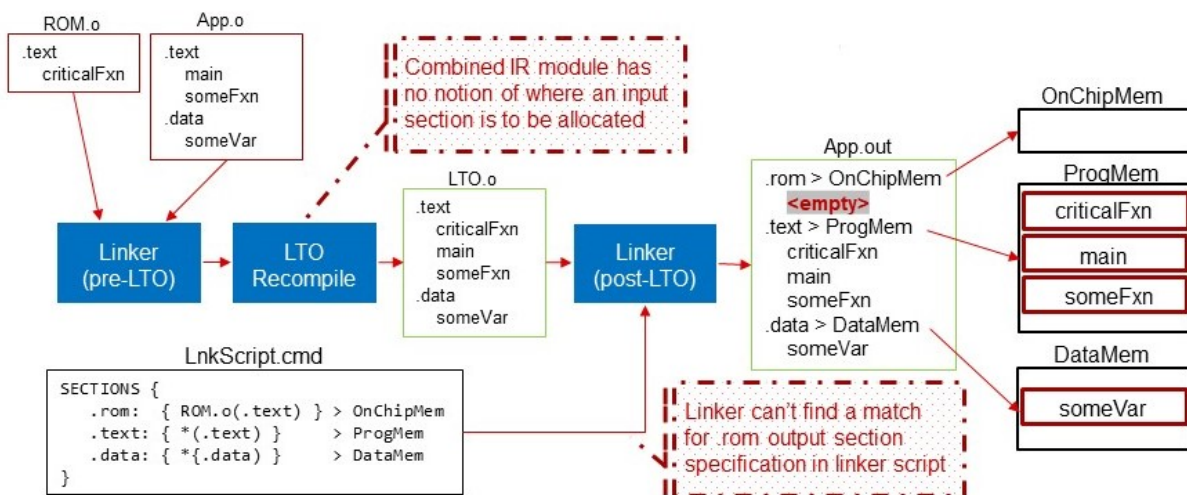 ROM.o
.text
criticalFxn
App.o
.text
main
someFxn
.data
someVar
Combined IR module has
no notion of where an input
section is to be allocated
Linker
(pre-LTO)
LTO
Recompile
LTO.o
.text
criticalFxn
main
someFxn
.data
someVar
Linker
(post-LTO)
App.out
.rom > OnChipMem
<empty>
.text > ProgMem
criticalFxn
main
someFxn
.data > DataMem
someVar
OnChipMem
ProgMem
criticalFxn
main
someFxn
DataMem
someVar
LnkScript.cmd
SECTIONS {
.rom: { ROM.o(.text) } > OnChipMem
.text: { *(.text) } > ProgMem
.data: { *{.data) } > DataMem
}
Linker can't find a match
for .rom output section
specification in linker script